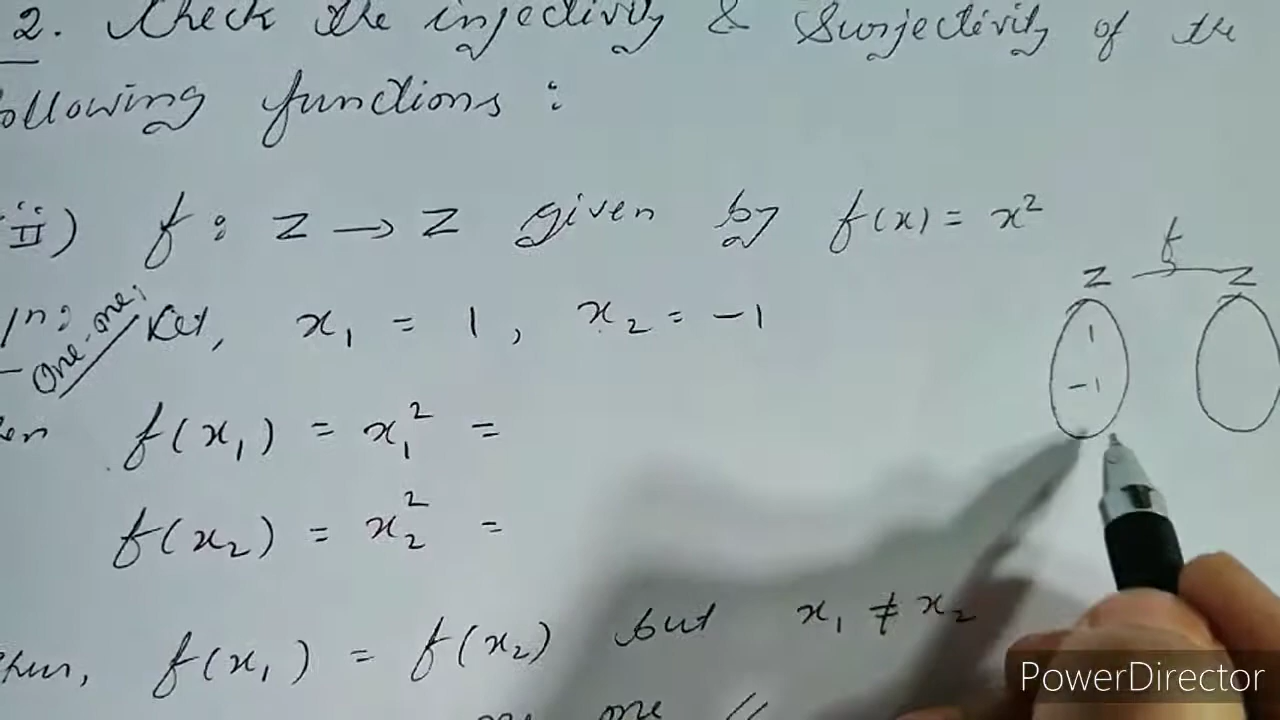 2. Check the injectivity & Surjectivity of the
following functions :
ii) f : Z → Z given by f(x) = x²
f
Z Z
One-one; Let, x₁ = 1, x₂ = -1
1
-1
f(x₁) = x₁² =
f(x₂) = x₂² =
f(x₁) = f(x₂) but x₁ ≠ x₂
one //
PowerDirector